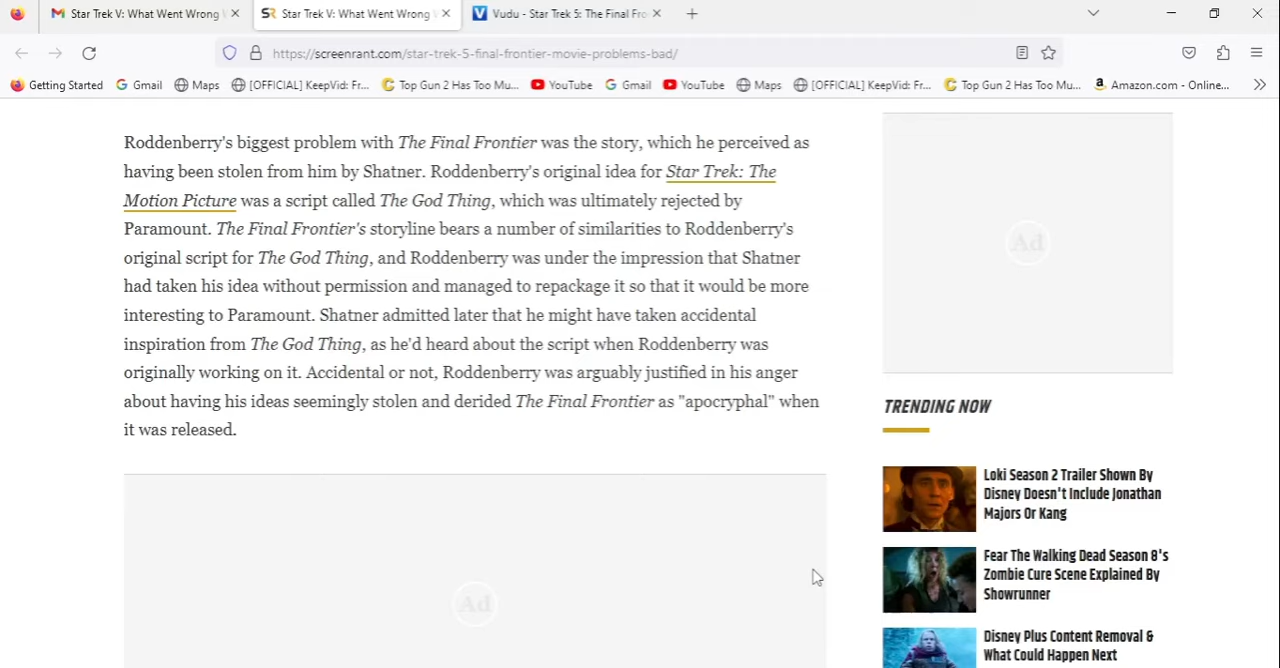 Star Trek V: What Went Wrong
Star Trek V: What Went Wrong
Vudu - Star Trek 5: The Final Fro
https://screenrant.com/star-trek-5-final-frontier-movie-problems-bad/
Getting Started
Gmail
Maps
[OFFICIAL] KeepVid: Fr...
Top Gun 2 Has Too Mu...
YouTube
Gmail
YouTube
Maps
[OFFICIAL] KeepVid: Fr...
Top Gun 2 Has Too Mu...
Amazon.com - Online...
Roddenberry's biggest problem with The Final Frontier was the story, which he perceived as
having been stolen from him by Shatner. Roddenberry's original idea for Star Trek: The
Motion Picture was a script called The God Thing, which was ultimately rejected by
Paramount. The Final Frontier's storyline bears a number of similarities to Roddenberry's
original script for The God Thing, and Roddenberry was under the impression that Shatner
had taken his idea without permission and managed to repackage it so that it would be more
interesting to Paramount. Shatner admitted later that he might have taken accidental
inspiration from The God Thing, as he'd heard about the script when Roddenberry was
originally working on it. Accidental or not, Roddenberry was arguably justified in his anger
about having his ideas seemingly stolen and derided The Final Frontier as "apocryphal" when
it was released.
Ad
Ad
TRENDING NOW
Loki Season 2 Trailer Shown By
Disney Doesn't Include Jonathan
Majors Or Kang
Fear The Walking Dead Season 8's
Zombie Cure Scene Explained By
Showrunner
Disney Plus Content Removal &
What Could Happen Next